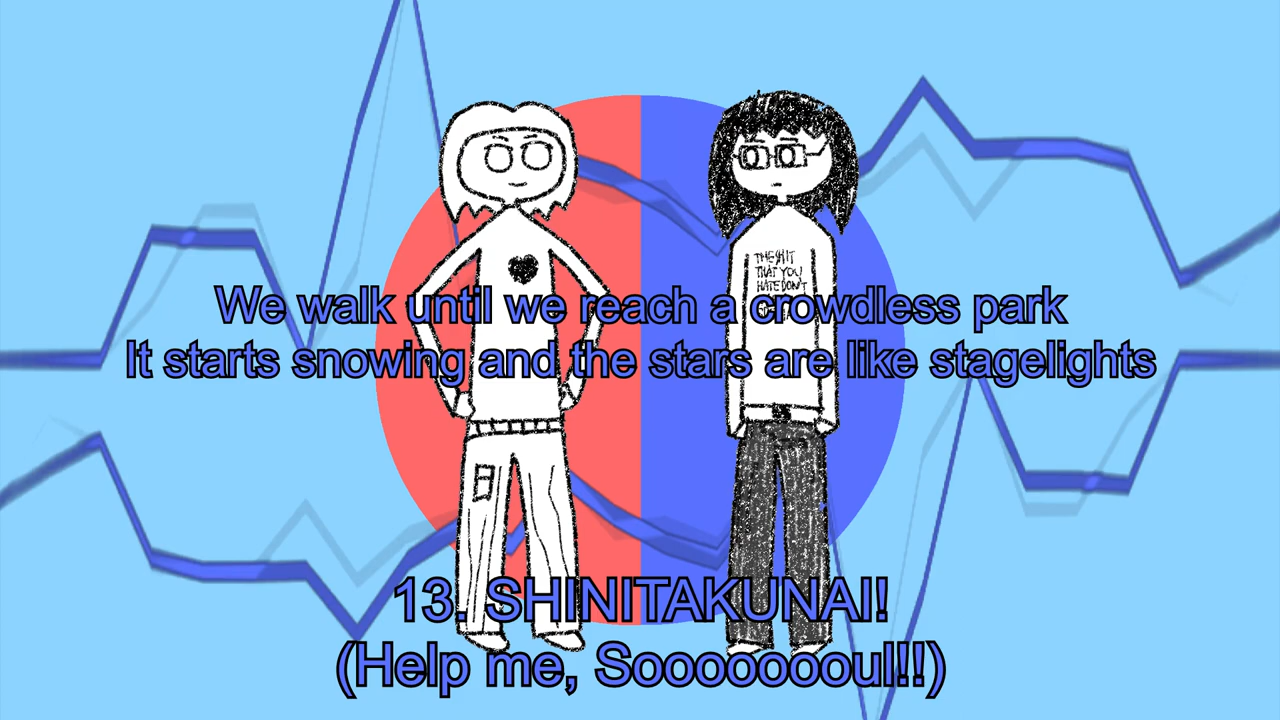 THE SHIT
THAT YOU
HATE DON'T
We walk until we reach a crowdless park
It starts snowing and the stars are like stagelights
13. SHINITAKUNAI!
(Help me, Sooooooooul!!)